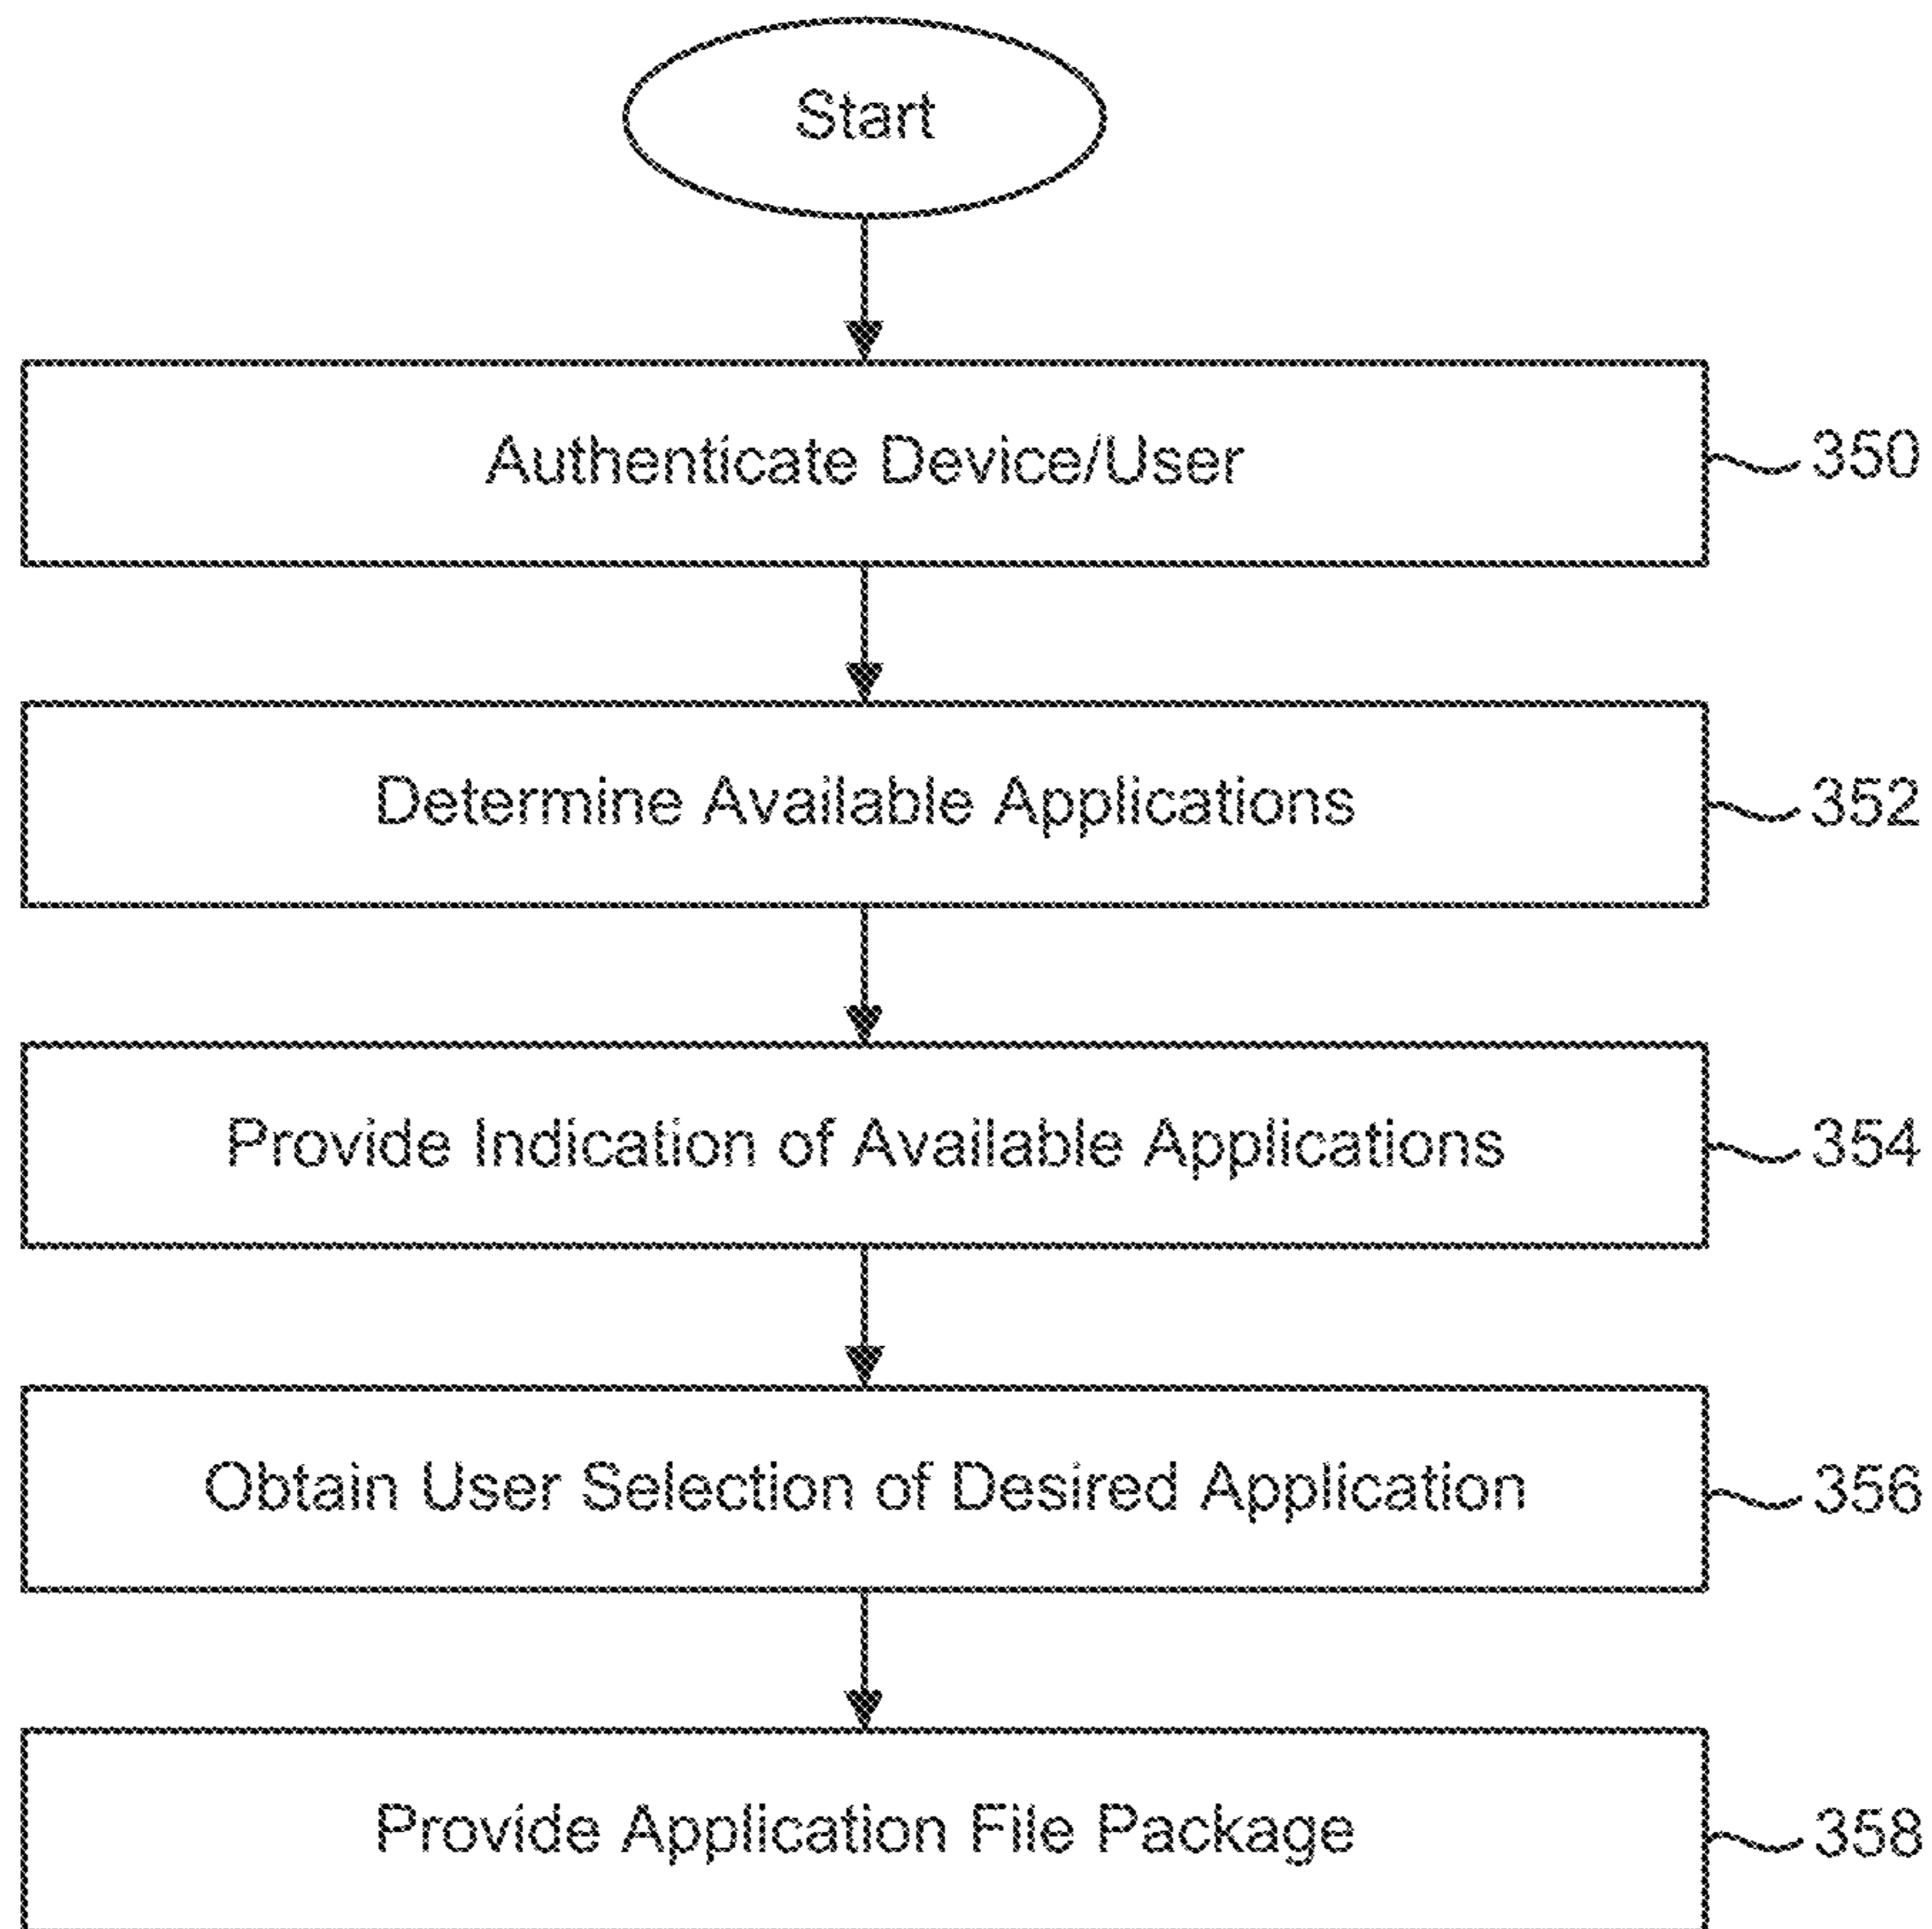 Start
Authenticate Device/User
350
Determine Available Applications
352
Provide Indication of Available Applications
354
Obtain User Selection of Desired Application
356
Provide Application File Package
358